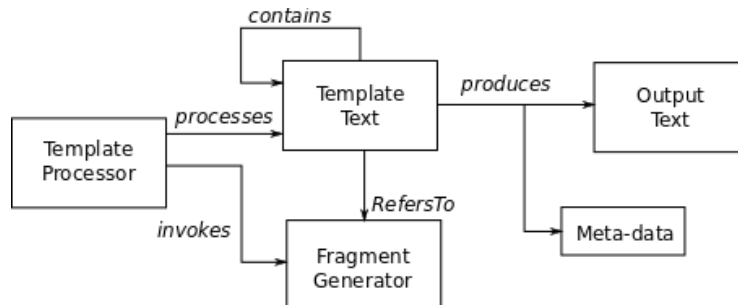 contains
Template
Text
produces
Output
Text
processes
Template
Processor
RefersTo
invokes
Fragment
Generator
Meta-data